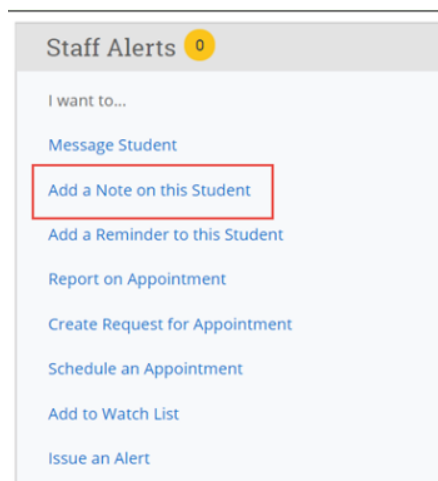 Staff Alerts 0
I want to...
Message Student
Add a Note on this Student
Add a Reminder to this Student
Report on Appointment
Create Request for Appointment
Schedule an Appointment
Add to Watch List
Issue an Alert